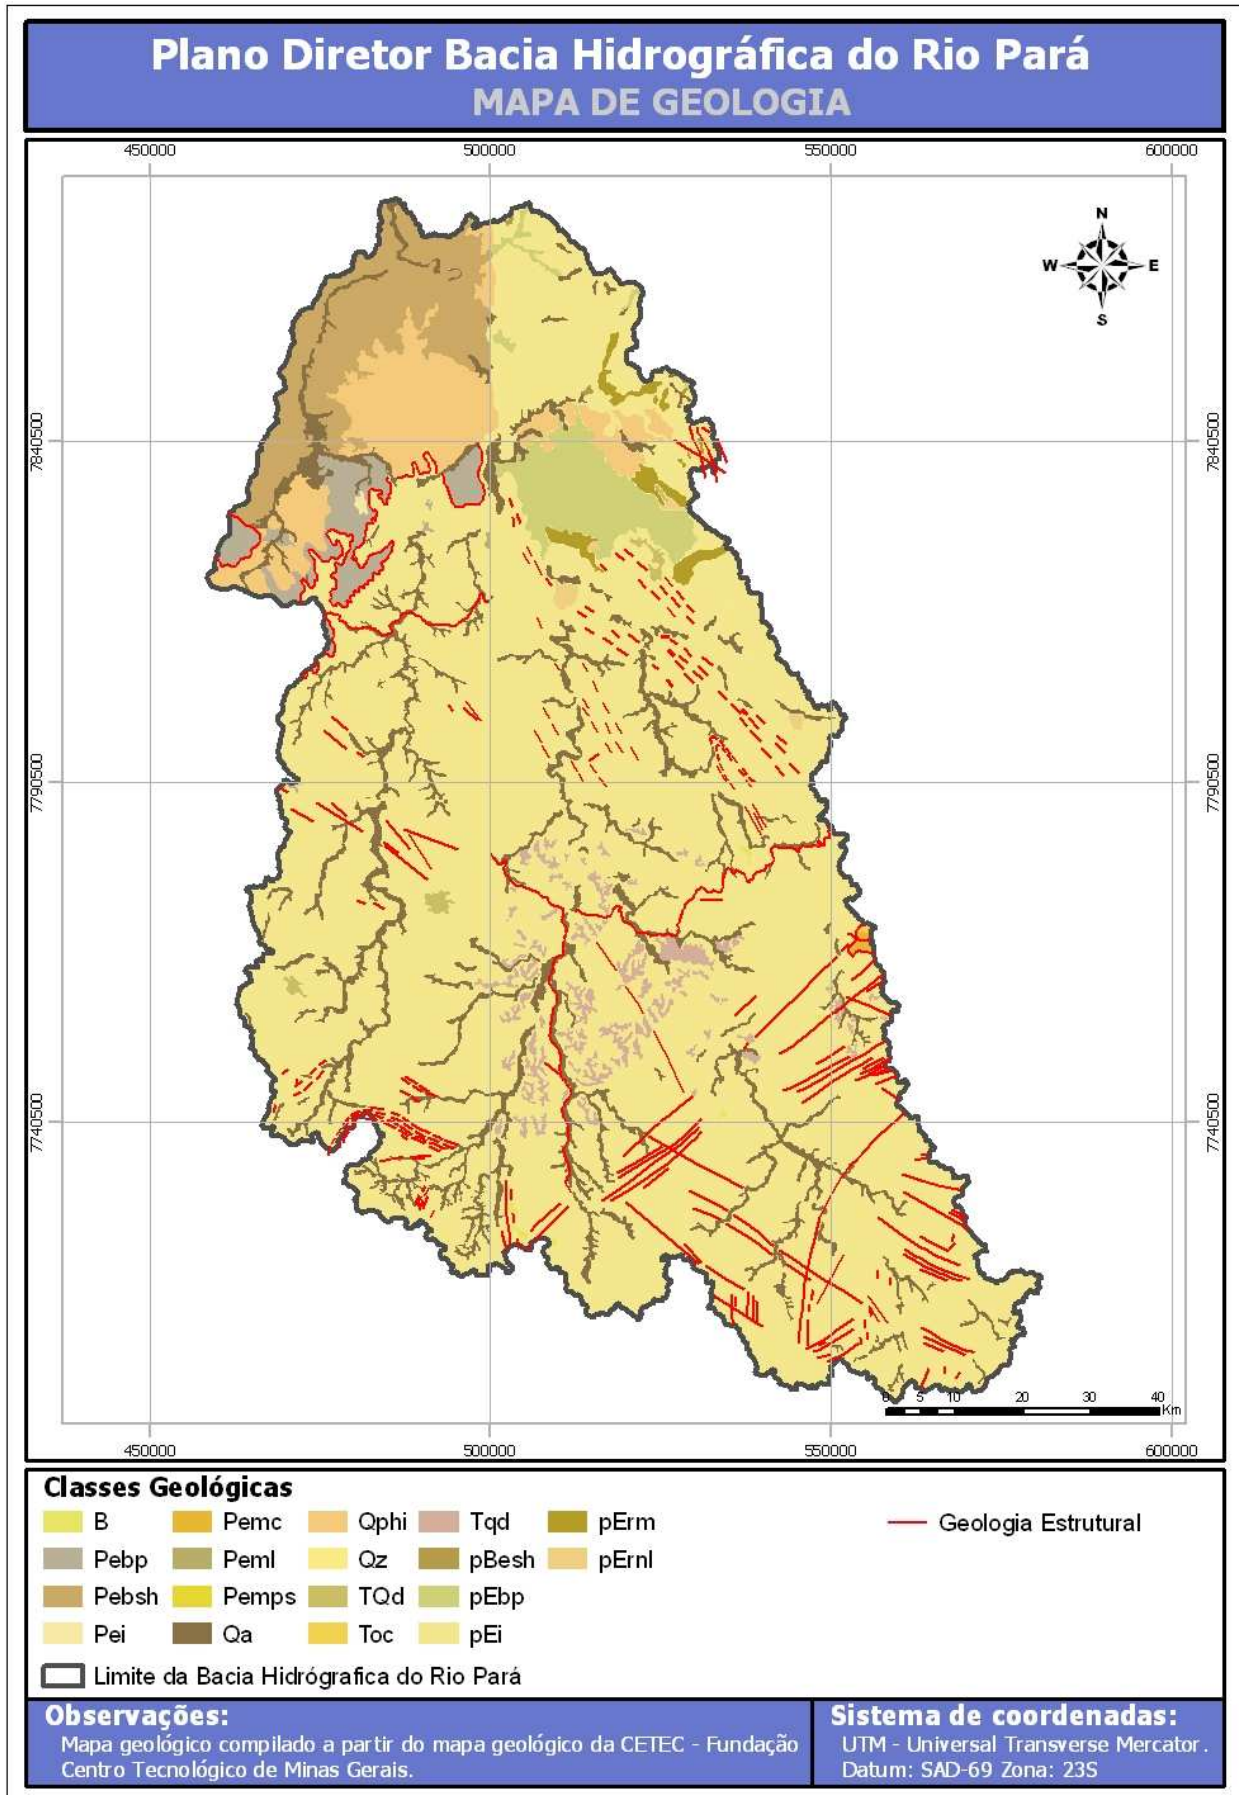 Plano Diretor Bacia Hidrográfica do Rio Pará
MAPA DE GEOLOGIA
450000 500000 550000 600000
N
W E
S
7840500 7840500
7790500 7790500
7740500 7740500
0 5 10 20 30 40
Km
450000 500000 550000 600000
Classes Geológicas
B Pemc Qphi Tqd pErm Geologia Estrutural
Pebp Peml Qz pBesh pErnl
Pebsh Pemps TQd pEbp
Pei Qa Toc pEi
Limite da Bacia Hidrógrafica do Rio Pará
Observações:
Mapa geológico compilado a partir do mapa geológico da CETEC - Fundação
Centro Tecnológico de Minas Gerais.
Sistema de coordenadas:
UTM - Universal Transverse Mercator.
Datum: SAD-69 Zona: 23S